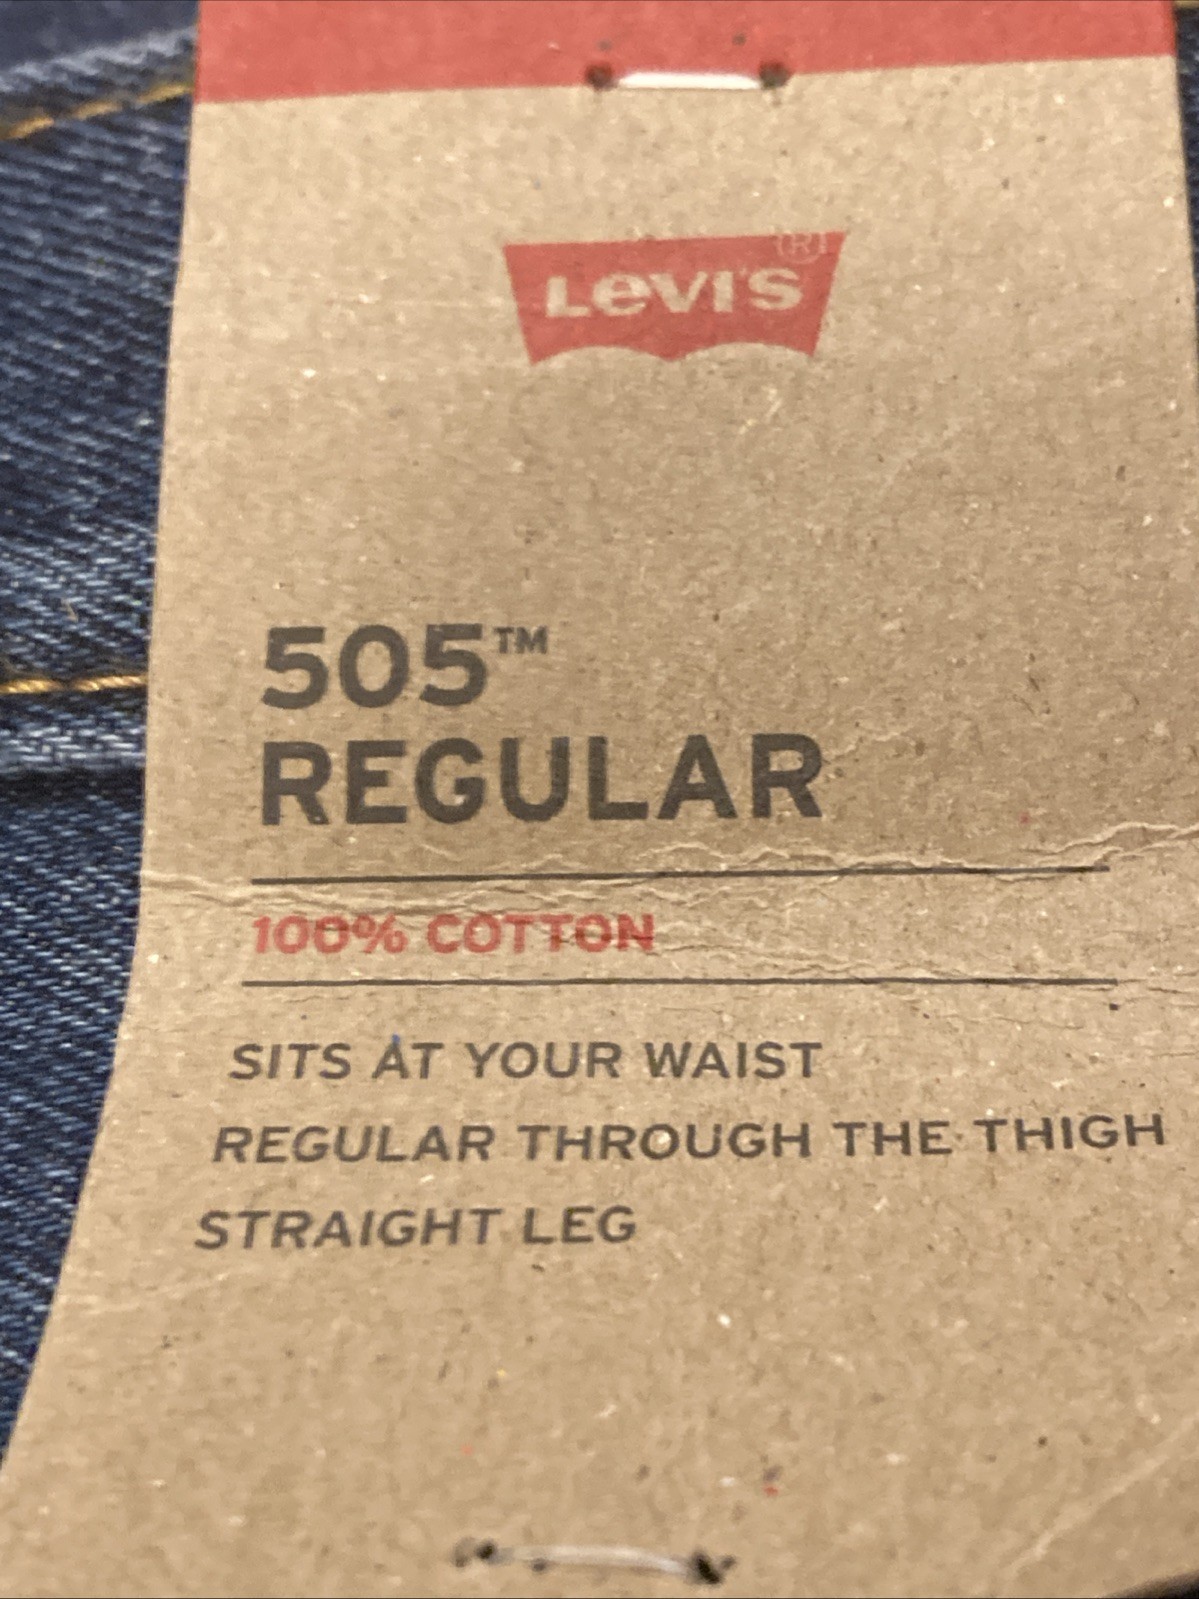 Levi's®
505™
REGULAR
100% COTTON
SITS AT YOUR WAIST
REGULAR THROUGH THE THIGH
STRAIGHT LEG